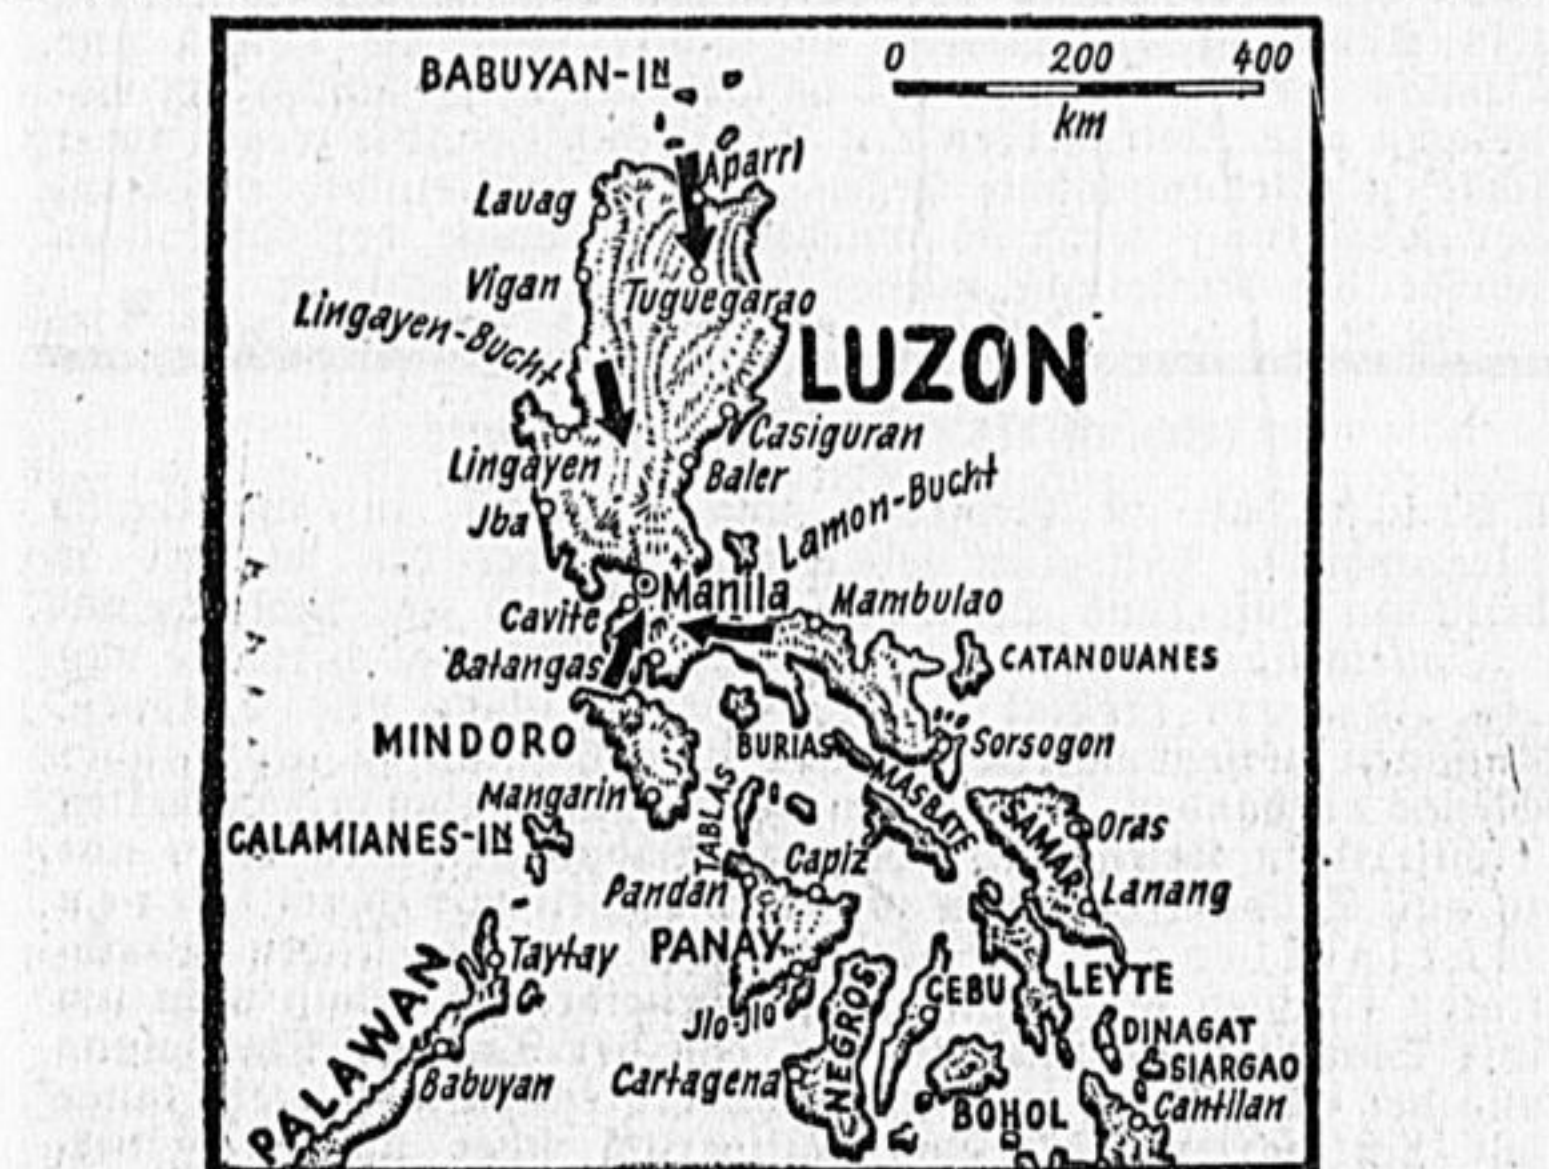 BABUYAN-IN
0 200 400
km
Aparri
Lauag
Vigan
Tuguegarao
Lingayen-Bucht
LUZON
Casiguran
Lingayen
Baler
Jba
Lamon-Bucht
Manila
Cavite
Mambulao
Batangas
CATANDUANES
MINDORO
BURIAS
Sorsogon
MASBATE
Mangarin
TABLAS
CALAMIANES-IN
SAMAR
Oras
Capiz
Pandan
Lanang
PANAY
Taytay
PALAWAN
CEBU
LEYTE
Jlo-Jlo
NEGROS
DINAGAT
SIARGAO
Babuyan
Cartagena
BOHOL
Cantilan